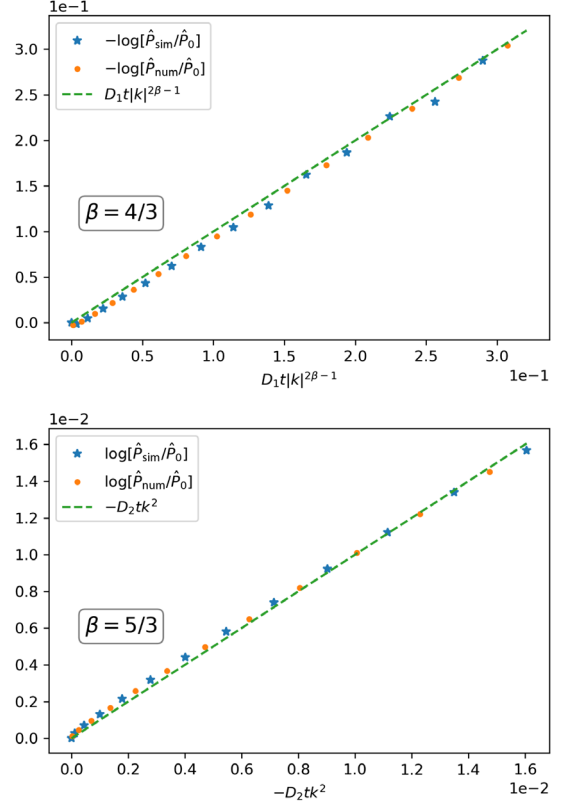 1e−1
−log[P̂sim/P̂0]
−log[P̂num/P̂0]
D1t|k|^2β−1
3.0
2.5
2.0
1.5
1.0
0.5
0.0
β = 4/3
0.0 0.5 1.0 1.5 2.0 2.5 3.0
1e−1
D1t|k|^2β−1
1e−2
log[P̂sim/P̂0]
log[P̂num/P̂0]
−D2tk^2
1.6
1.4
1.2
1.0
0.8
0.6
0.4
0.2
0.0
β = 5/3
0.0 0.2 0.4 0.6 0.8 1.0 1.2 1.4 1.6
1e−2
−D2tk^2